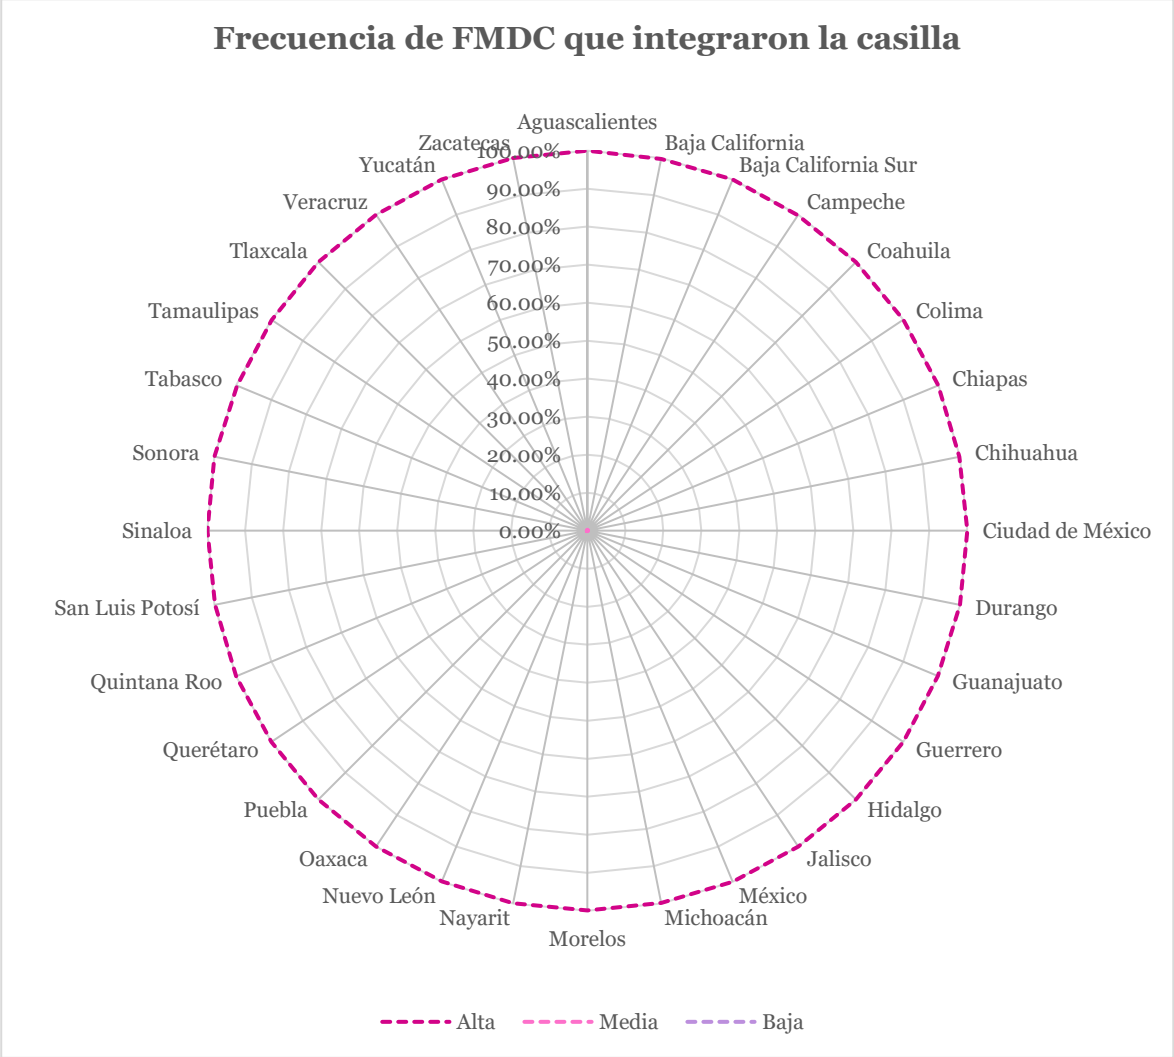 Frecuencia de FMDC que integraron la casilla
Aguascalientes
Baja California
Baja California Sur
Campeche
Coahuila
Colima
Chiapas
Chihuahua
Ciudad de México
Durango
Guanajuato
Guerrero
Hidalgo
Jalisco
México
Michoacán
Morelos
Nayarit
Nuevo León
Oaxaca
Puebla
Querétaro
Quintana Roo
San Luis Potosí
Sinaloa
Sonora
Tabasco
Tamaulipas
Tlaxcala
Veracruz
Yucatán
Zacatecas
100.00%
90.00%
80.00%
70.00%
60.00%
50.00%
40.00%
30.00%
20.00%
10.00%
0.00%
Alta Media Baja